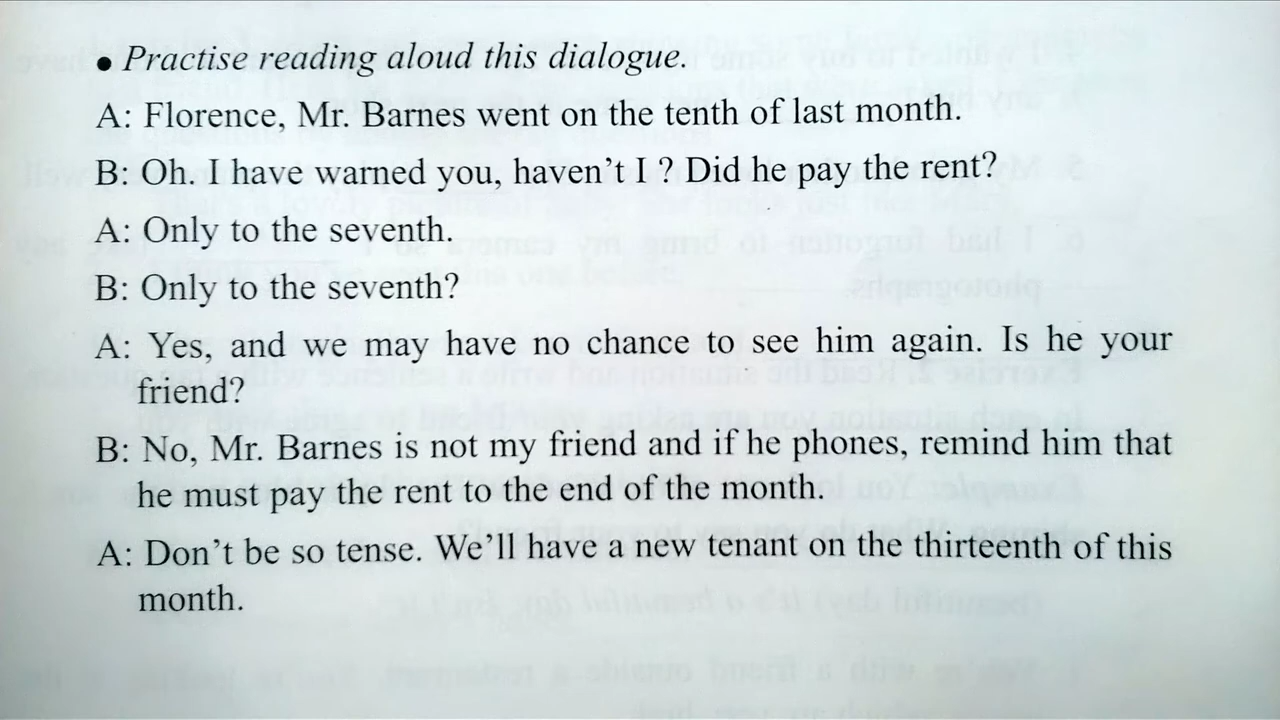 • Practise reading aloud this dialogue.
A: Florence, Mr. Barnes went on the tenth of last month.
B: Oh. I have warned you, haven't I ? Did he pay the rent?
A: Only to the seventh.
B: Only to the seventh?
A: Yes, and we may have no chance to see him again. Is he your
friend?
B: No, Mr. Barnes is not my friend and if he phones, remind him that
he must pay the rent to the end of the month.
A: Don't be so tense. We'll have a new tenant on the thirteenth of this
month.